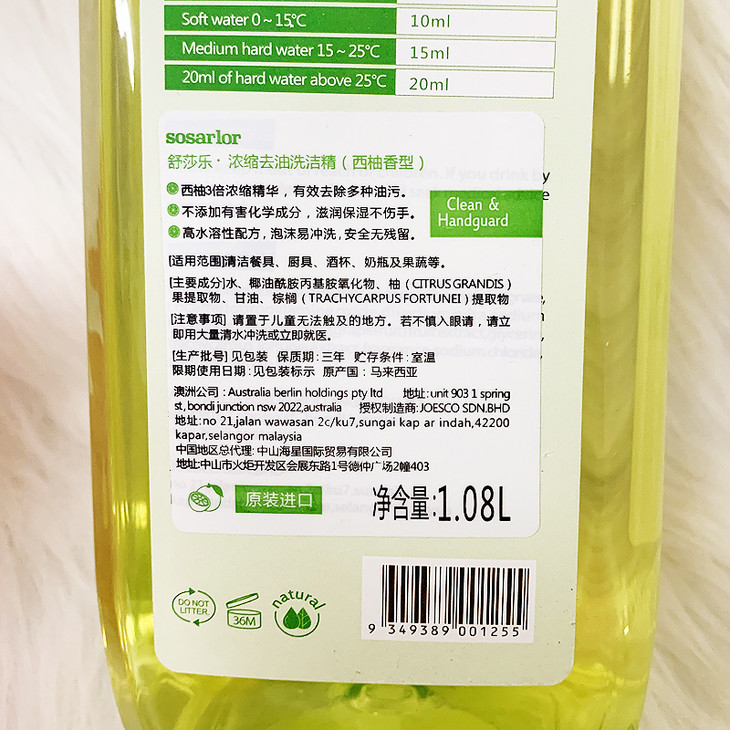 Soft water 0~15℃ 10ml
Medium hard water 15~25℃ 15ml
20ml of hard water above 25℃ 20ml
sosarlor
舒莎乐·浓缩去油洗洁精（西柚香型）
西柚3倍浓缩精华，有效去除多种油污。
不添加有害化学成分，滋润保湿不伤手。
高水溶性配方，泡沫易冲洗,安全无残留。
Clean &
Handguard
[适用范围]清洁餐具、厨具、酒杯、奶瓶及果蔬等。
[主要成分]水、椰油酰胺丙基胺氧化物、柚（CITRUS GRANDIS）
果提取物、甘油、棕榈（TRACHYCARPUS FORTUNEI）提取物
[注意事项] 请置于儿童无法触及的地方。若不慎入眼请，请立
即用大量清水冲洗或立即就医。
[生产批号] 见包装 保质期:三年 贮存条件:室温
限期使用日期:见包装标示 原产国：马来西亚
澳洲公司：Australia berlin holdings pty ltd 地址:unit 903 1 spring
st, bondi junction nsw 2022,australia 授权制造商:JOESCO SDN.BHD
地址:no 21,jalan wawasan 2c/ku7,sungai kap ar indah,42200
kapar,selangor malaysia
中国地区总代理: 中山海星国际贸易有限公司
地址:中山市火炬开发区会展东路1号德仲广场2幢403
原装进口
净含量:1.08L
DO NOT
LITTER.
36M
natural
9 349389 001255